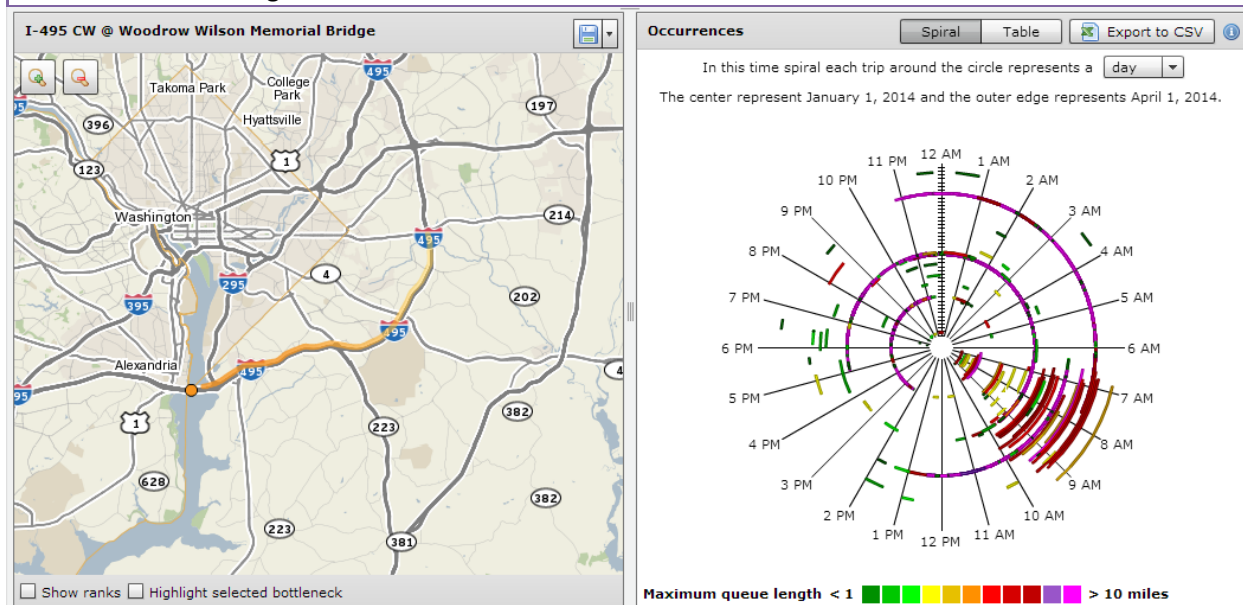 I-495 CW @ Woodrow Wilson Memorial Bridge
Takoma Park
College
Park
495
197
Hyattsville
396
1
123
95
Washington
214
495
4
295
202
395
495
Alexandria
495
4
95
1
382
223
628
382
223
381
Show ranks
Highlight selected bottleneck
Occurrences
Spiral
Table
Export to CSV
In this time spiral each trip around the circle represents a day
The center represent January 1, 2014 and the outer edge represents April 1, 2014.
12 AM
1 AM
2 AM
3 AM
4 AM
5 AM
6 AM
7 AM
8 AM
9 AM
10 AM
11 AM
12 PM
1 PM
2 PM
3 PM
4 PM
5 PM
6 PM
7 PM
8 PM
9 PM
10 PM
11 PM
Maximum queue length < 1 > 10 miles